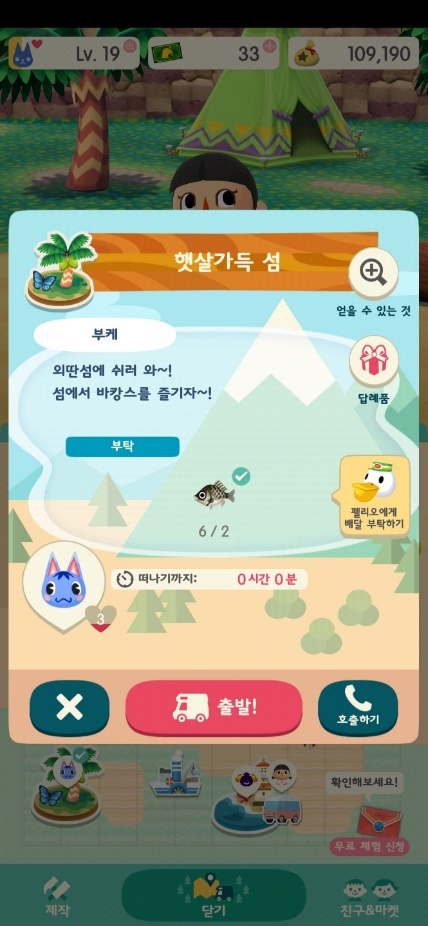 Lv. 19
33
109,190
햇살가득 섬
얻을 수 있는 것
부케
외딴섬에 쉬러 와~!
섬에서 바캉스를 즐기자~!
답례품
부탁
6 / 2
펠리오에게
배달 부탁하기
떠나기까지: 0시간 0분
3
출발!
호출하기
확인해보세요!
무료 체험 신청
제작
닫기
친구&마켓